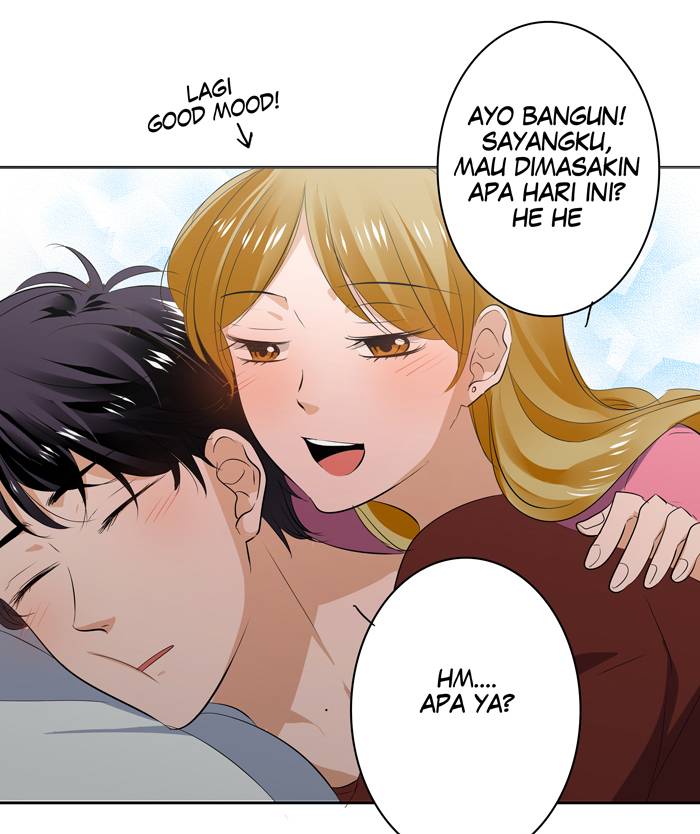 LAGI
GOOD MOOD!
AYO BANGUN!
SAYANGKU,
MAU DIMASAKIN
APA HARI INI?
HE HE
HM....
APA YA?